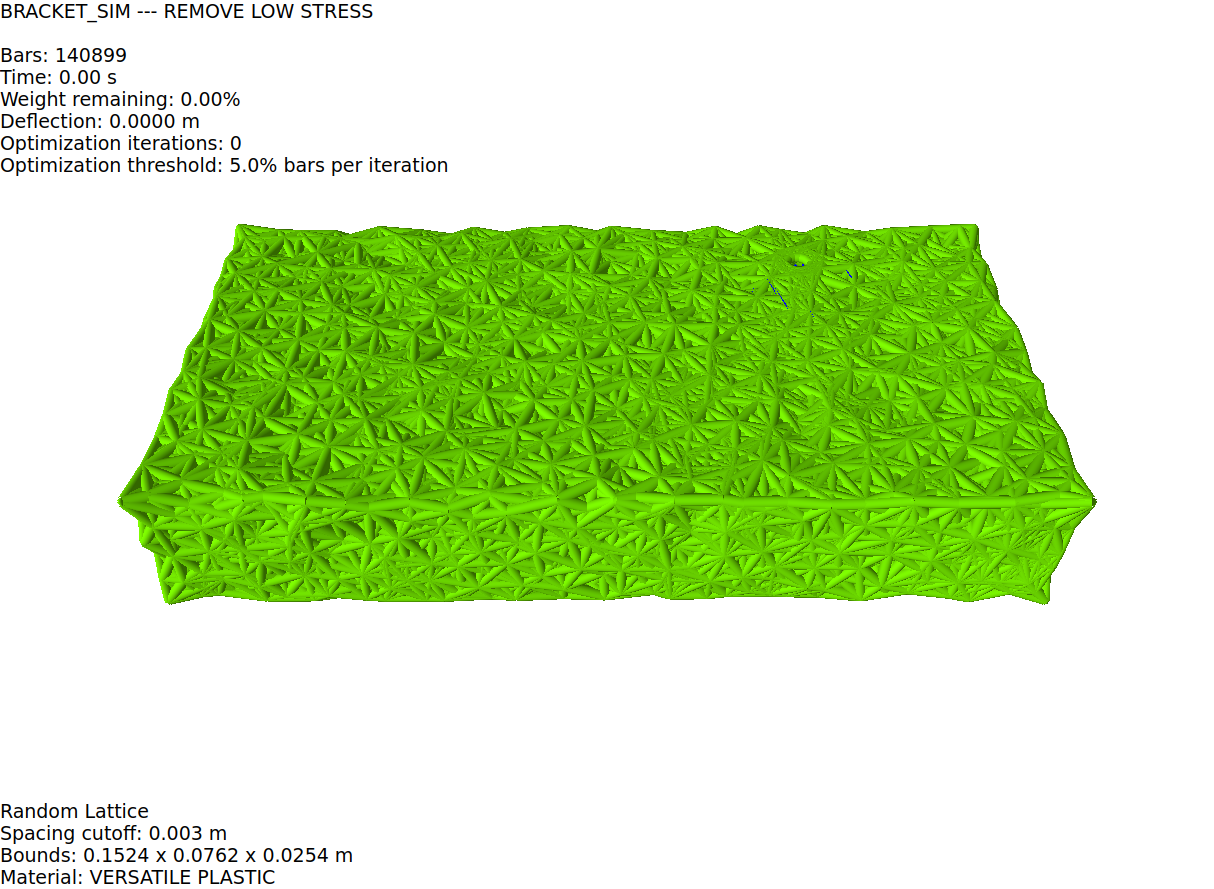 BRACKET_SIM --- REMOVE LOW STRESS
Bars: 140899
Time: 0.00 s
Weight remaining: 0.00%
Deflection: 0.0000 m
Optimization iterations: 0
Optimization threshold: 5.0% bars per iteration
Random Lattice
Spacing cutoff: 0.003 m
Bounds: 0.1524 x 0.0762 x 0.0254 m
Material: VERSATILE PLASTIC